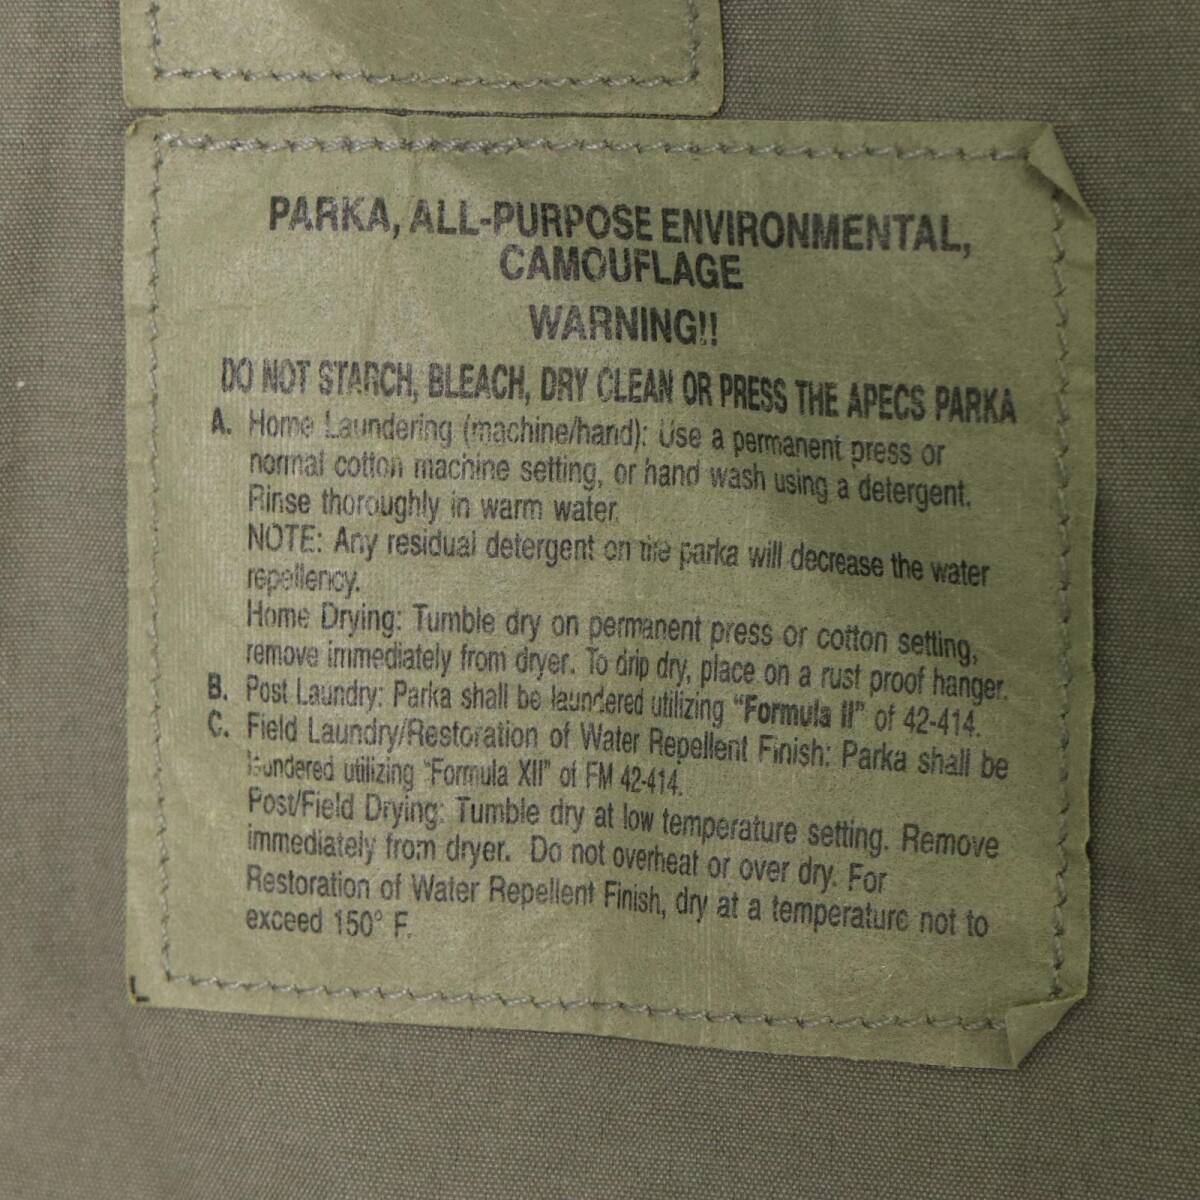 PARKA, ALL-PURPOSE ENVIRONMENTAL,
CAMOUFLAGE
WARNING!!
DO NOT STARCH, BLEACH, DRY CLEAN OR PRESS THE APECS PARKA
A. Home Laundering (machine/hand): Use a permanent press or
normal cotton machine setting, or hand wash using a detergent.
Rinse thoroughly in warm water.
NOTE: Any residual detergent on the parka will decrease the water
repellency.
Home Drying: Tumble dry on permanent press or cotton setting,
remove immediately from dryer. To drip dry, place on a rust proof hanger.
B. Post Laundry: Parka shall be laundered utilizing "Formula II" of 42-414.
C. Field Laundry/Restoration of Water Repellent Finish: Parka shall be
laundered utilizing "Formula XII" of FM 42-414.
Post/Field Drying: Tumble dry at low temperature setting. Remove
immediately from dryer. Do not overheat or over dry. For
Restoration of Water Repellent Finish, dry at a temperature not to
exceed 150° F.